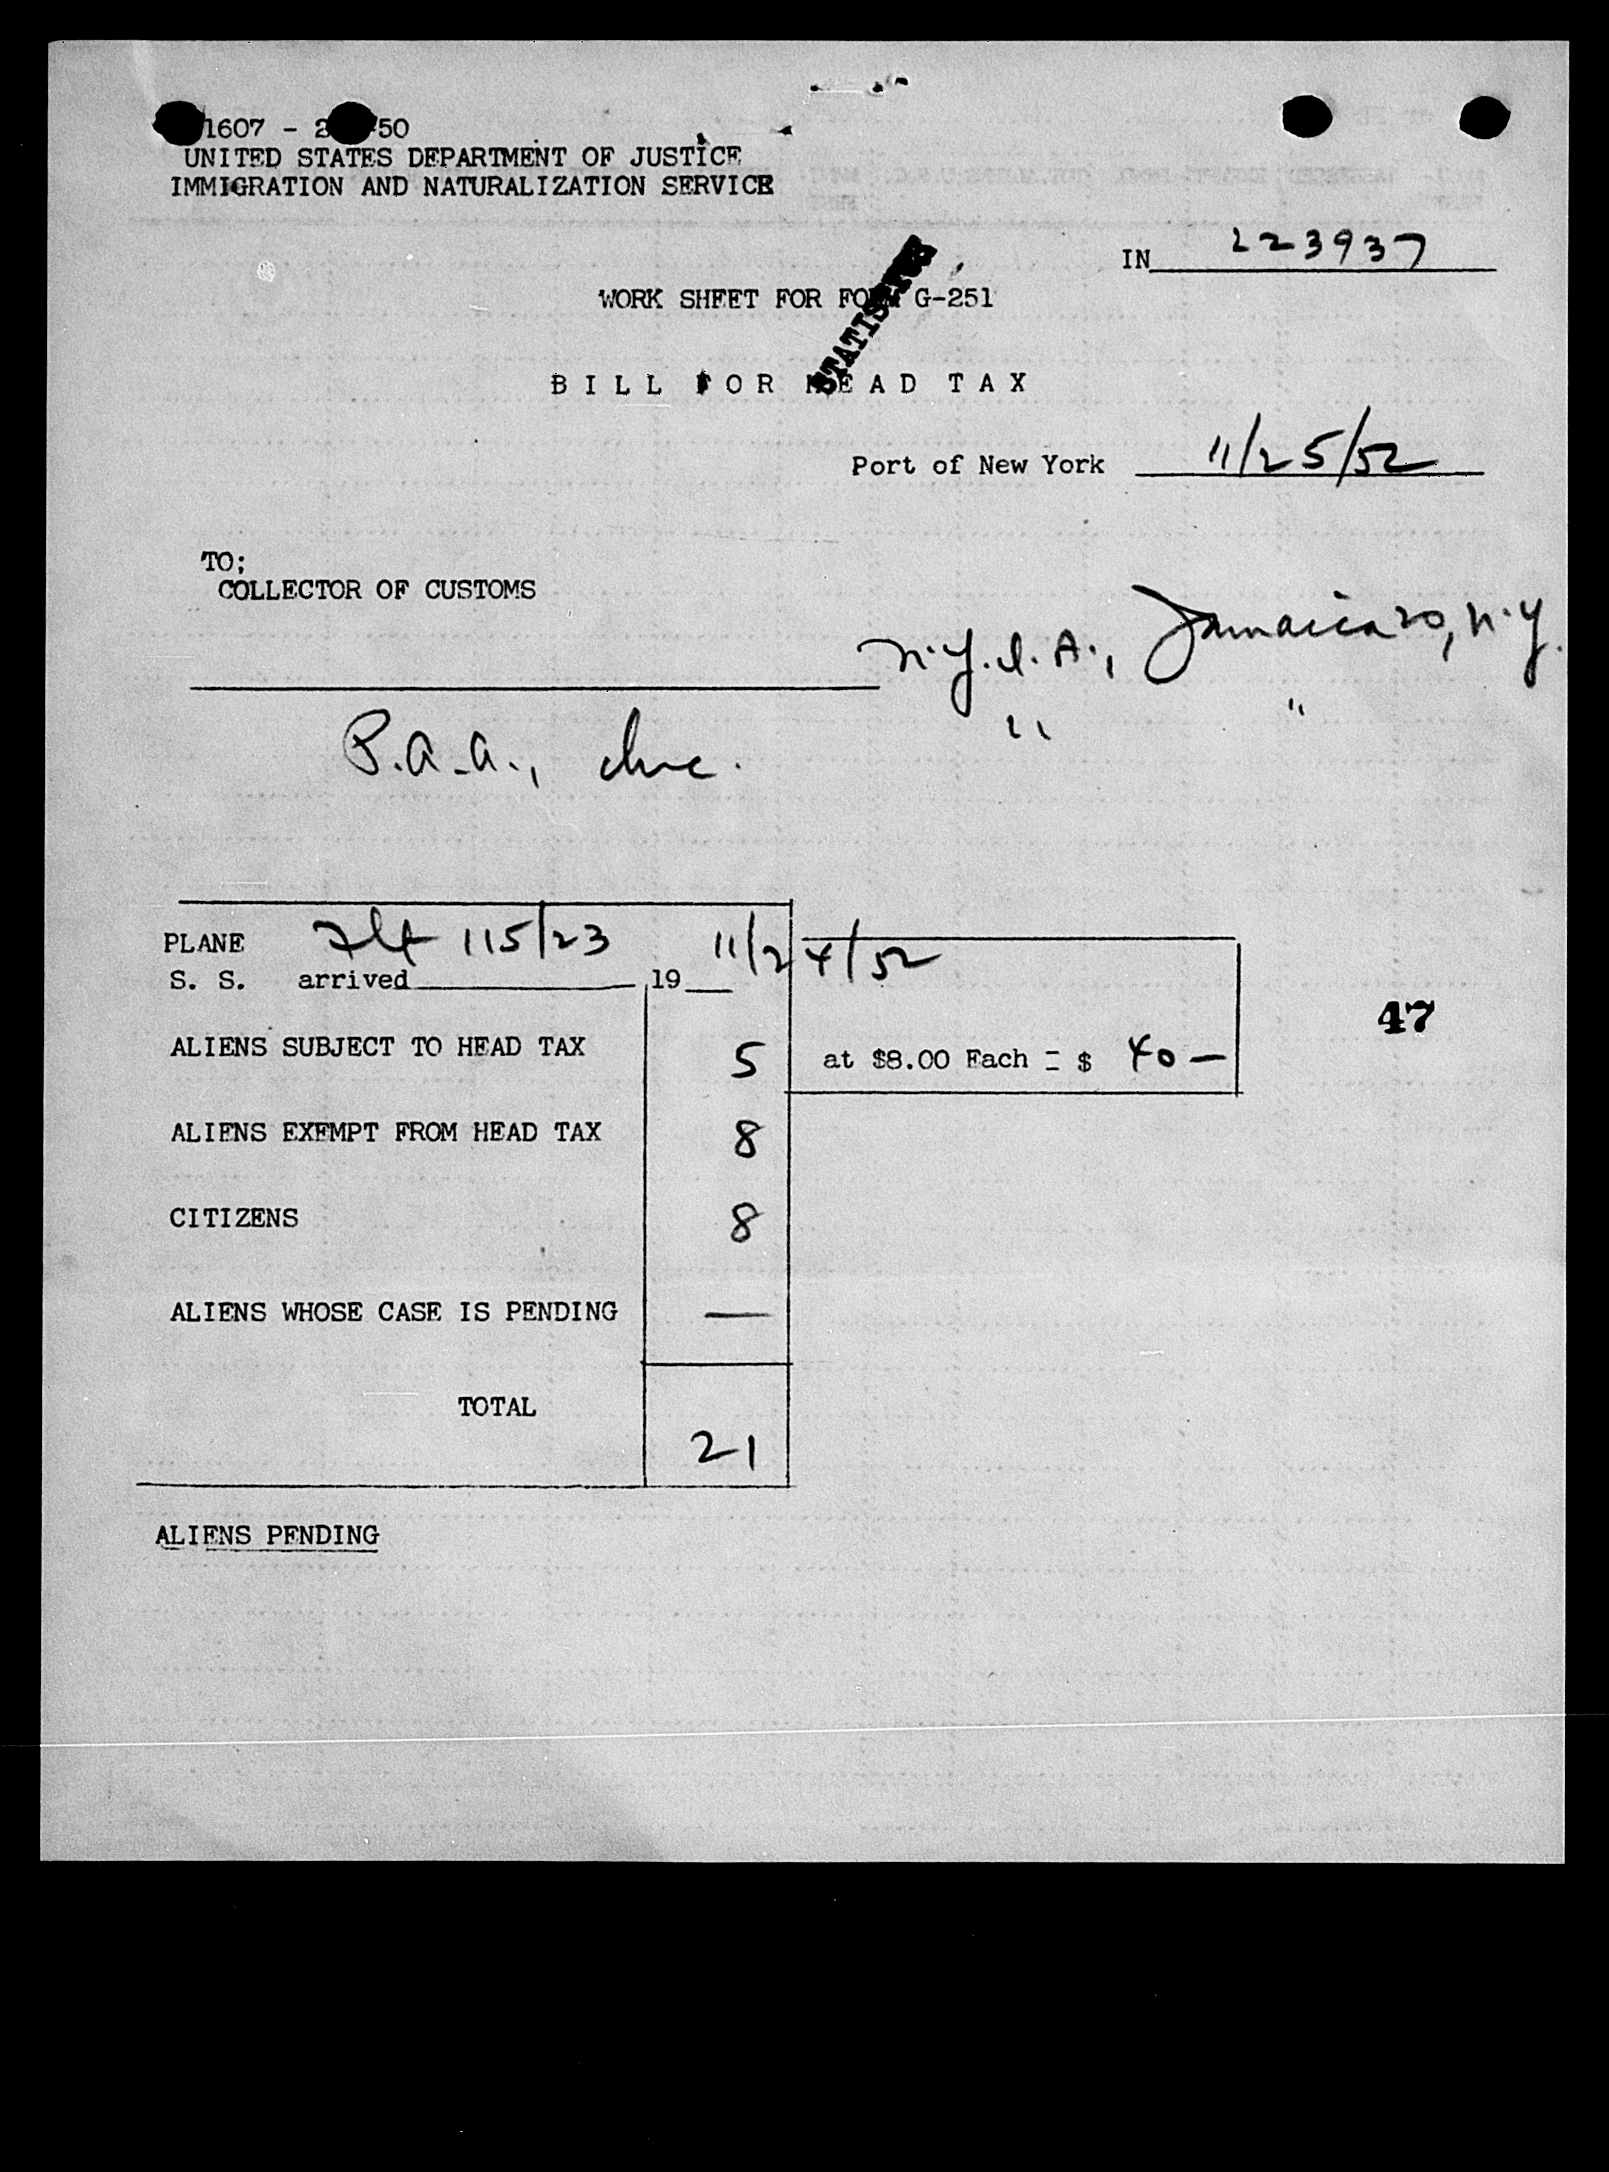 1607 - 2 50
UNITED STATES DEPARTMENT OF JUSTICE
IMMIGRATION AND NATURALIZATION SERVICE
IN 223937
WORK SHEET FOR FORM G-251
BILL FOR HEAD TAX
Port of New York 11/25/52
TO;
COLLECTOR OF CUSTOMS
N.Y.I.A., Jamaica 20, N.Y.
P.A.A., Inc. " "
PLANE Flt 115/23 11/24/52
S. S. arrived 19
ALIENS SUBJECT TO HEAD TAX 5 at $8.00 Each = $ 40 —
47
ALIENS EXEMPT FROM HEAD TAX 8
CITIZENS 8
ALIENS WHOSE CASE IS PENDING —
TOTAL
21
ALIENS PENDING